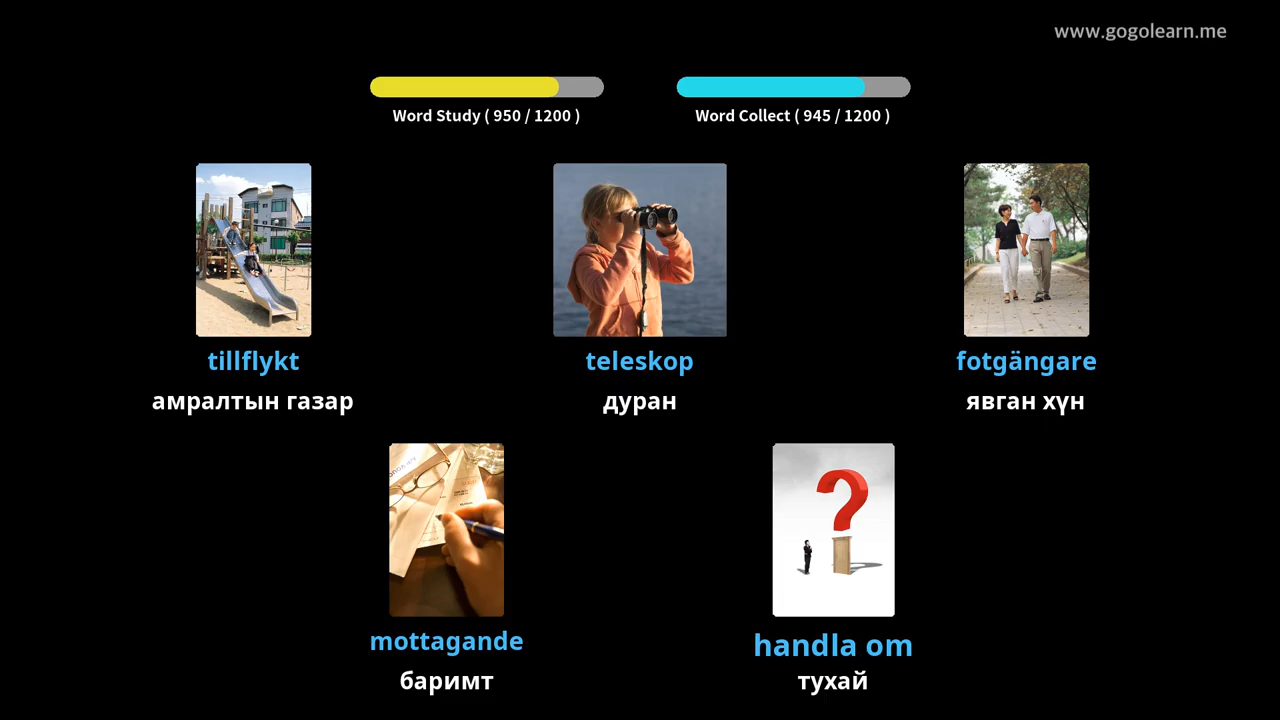 www.gogolearn.me
Word Study ( 950 / 1200 )
Word Collect ( 945 / 1200 )
tillflykt
teleskop
fotgängare
амралтын газар
дуран
явган хүн
mottagande
handla om
баримт
тухай